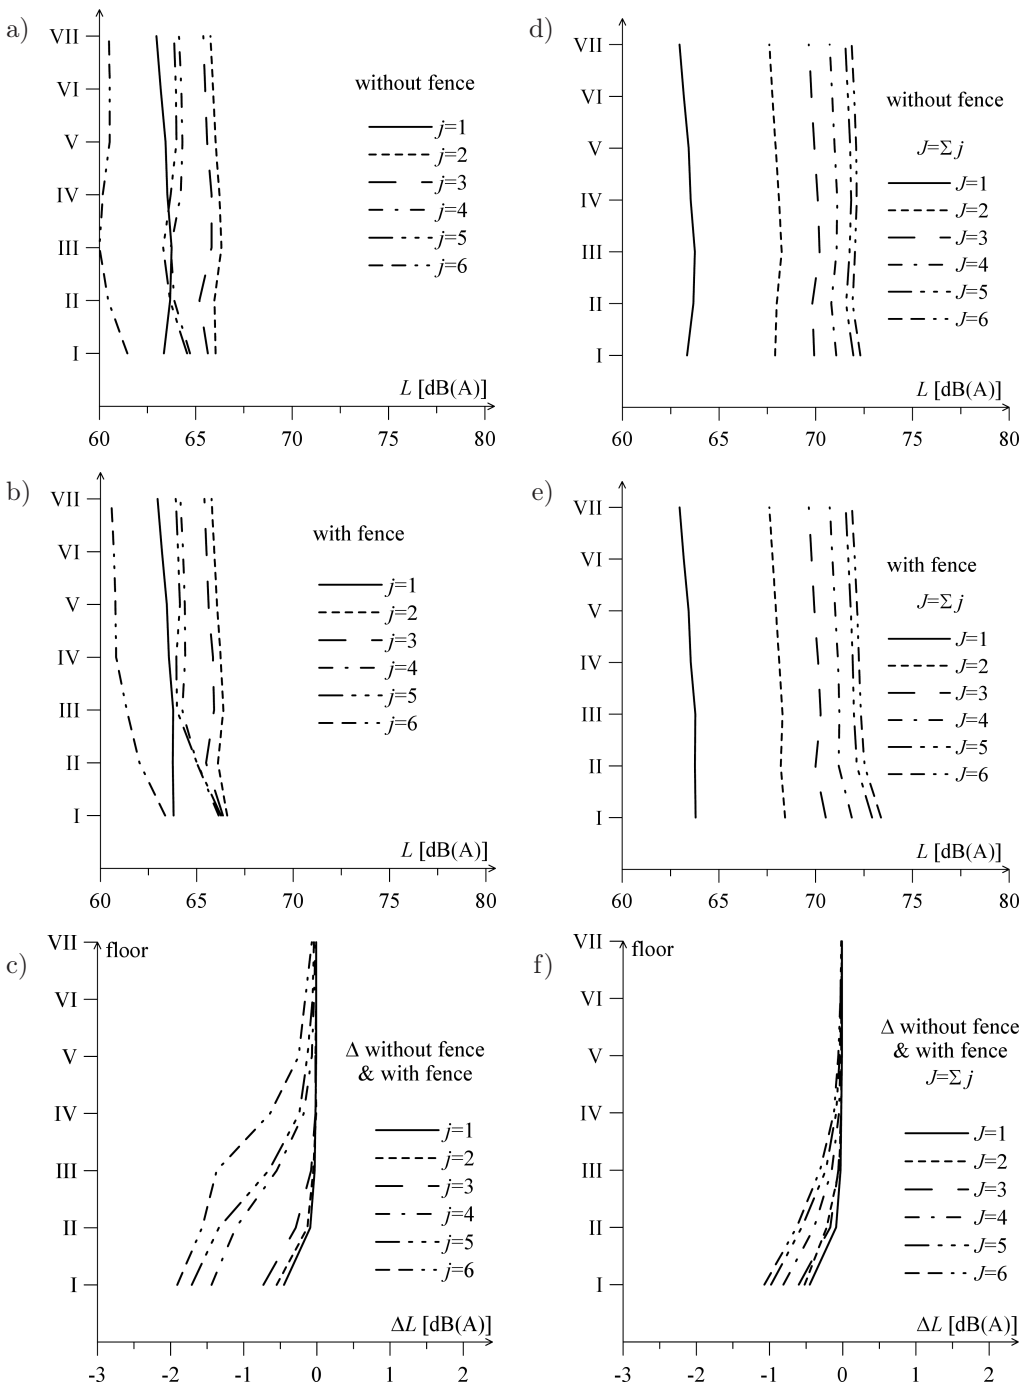 a)
VII
VI
V
IV
III
II
I
without fence
j=1
j=2
j=3
j=4
j=5
j=6
L [dB(A)]
60 65 70 75 80
d)
VII
VI
V
IV
III
II
I
without fence
J=Σ j
J=1
J=2
J=3
J=4
J=5
J=6
L [dB(A)]
60 65 70 75 80
b)
VII
VI
V
IV
III
II
I
with fence
j=1
j=2
j=3
j=4
j=5
j=6
L [dB(A)]
60 65 70 75 80
e)
VII
VI
V
IV
III
II
I
with fence
J=Σ j
J=1
J=2
J=3
J=4
J=5
J=6
L [dB(A)]
60 65 70 75 80
c)
floor
VII
VI
V
IV
III
II
I
Δ without fence
& with fence
j=1
j=2
j=3
j=4
j=5
j=6
ΔL [dB(A)]
-3 -2 -1 0 1 2
f)
floor
VII
VI
V
IV
III
II
I
Δ without fence
& with fence
J=Σ j
J=1
J=2
J=3
J=4
J=5
J=6
ΔL [dB(A)]
-3 -2 -1 0 1 2